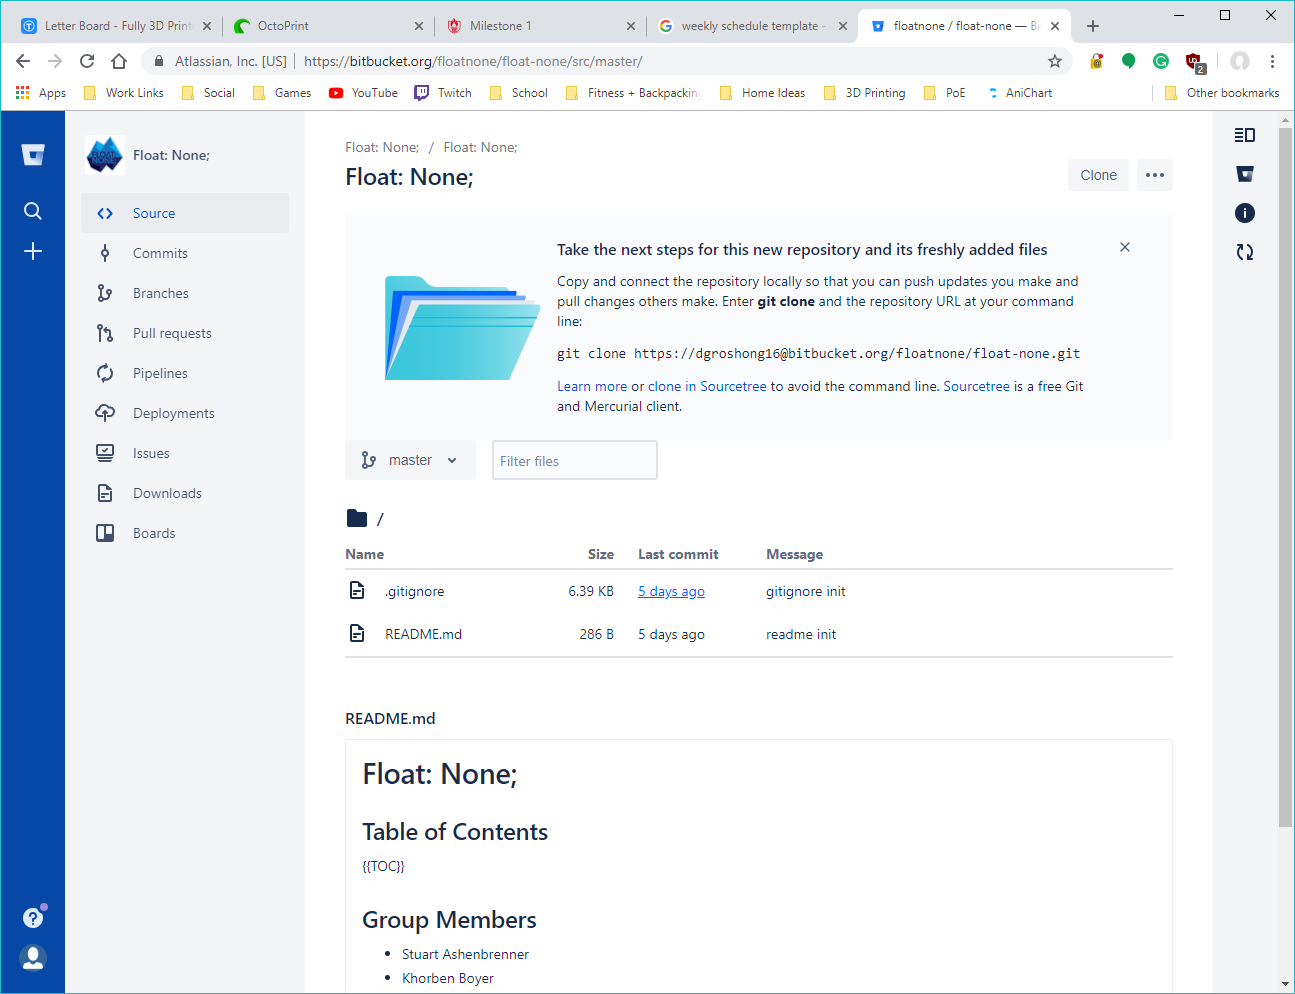 Letter Board - Fully 3D Print
OctoPrint
Milestone 1
weekly schedule template -
floatnone / float-none — Bi
Atlassian, Inc. [US] https://bitbucket.org/floatnone/float-none/src/master/
2
Apps Work Links Social Games YouTube Twitch School Fitness + Backpacking Home Ideas 3D Printing PoE AniChart Other bookmarks
Float: None;
Source
Commits
Branches
Pull requests
Pipelines
Deployments
Issues
Downloads
Boards
Float: None; / Float: None;
Float: None;
Clone
Take the next steps for this new repository and its freshly added files
Copy and connect the repository locally so that you can push updates you make and
pull changes others make. Enter git clone and the repository URL at your command
line:
git clone https://dgroshong16@bitbucket.org/floatnone/float-none.git
Learn more or clone in Sourcetree to avoid the command line. Sourcetree is a free Git
and Mercurial client.
master
Filter files
/
Name Size Last commit Message
.gitignore 6.39 KB 5 days ago gitignore init
README.md 286 B 5 days ago readme init
README.md
Float: None;
Table of Contents
{{TOC}}
Group Members
• Stuart Ashenbrenner
• Khorben Boyer